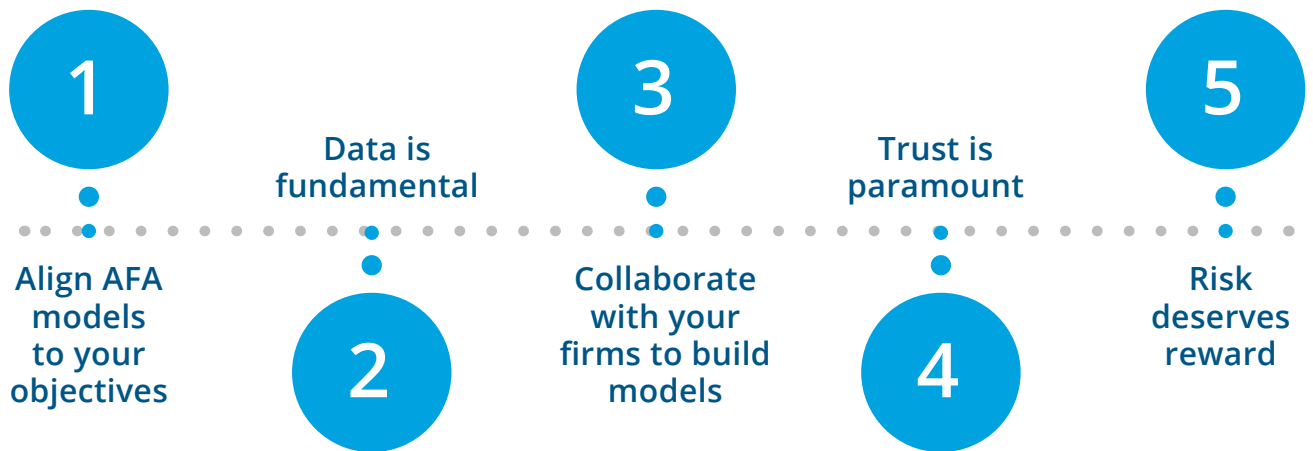 1
Align AFA
models
to your
objectives
Data is
fundamental
2
3
Collaborate
with your
firms to build
models
Trust is
paramount
4
5
Risk
deserves
reward